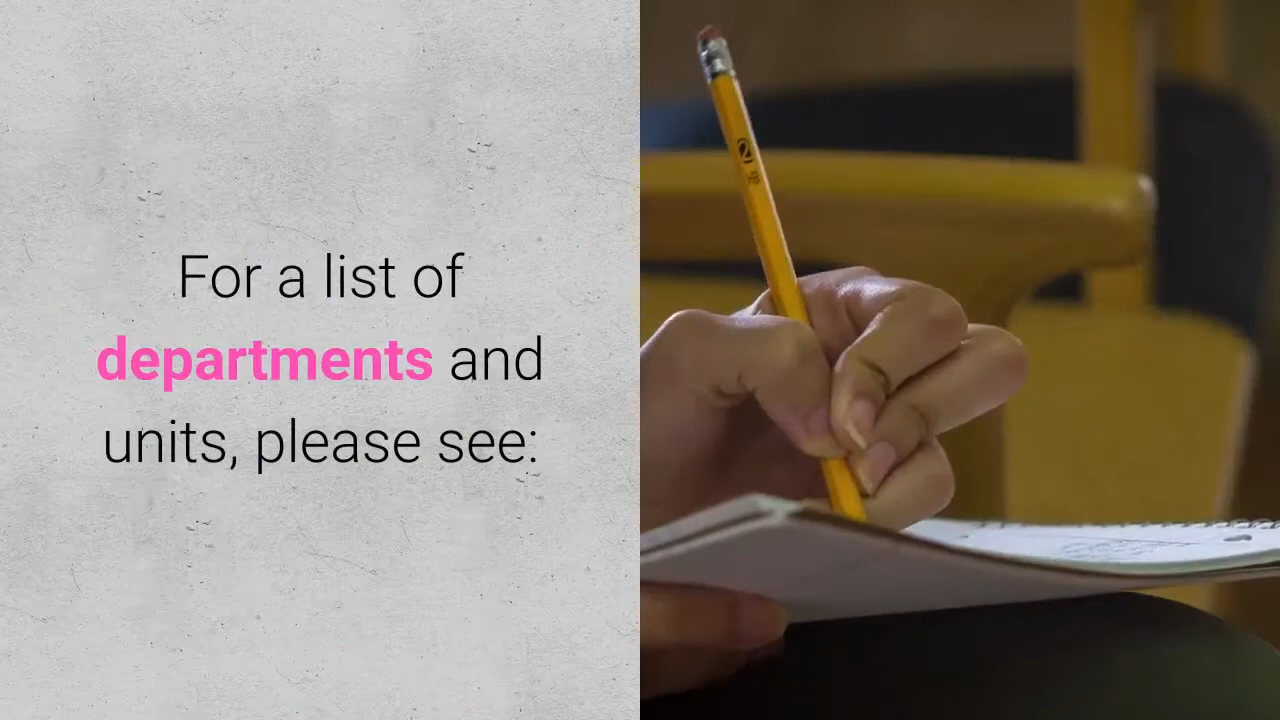 For a list of
departments and
units, please see: